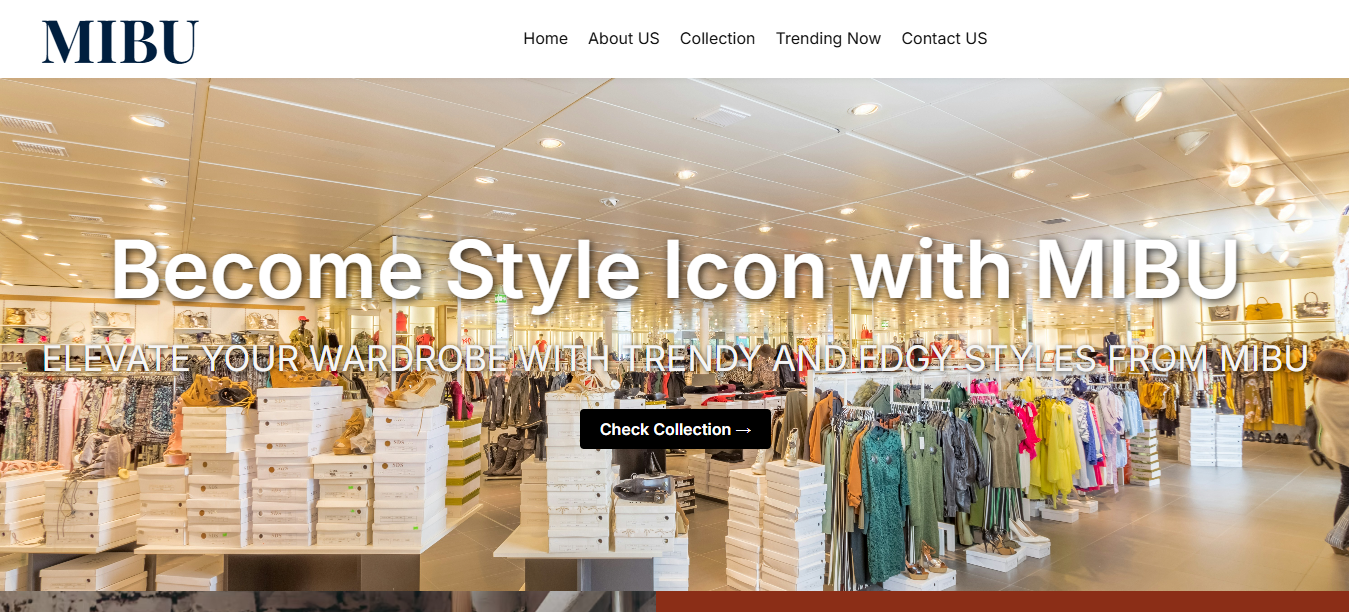 MIBU
Home About US Collection Trending Now Contact US
Become Style Icon with MIBU
ELEVATE YOUR WARDROBE WITH TRENDY AND EDGY STYLES FROM MIBU
Check Collection →